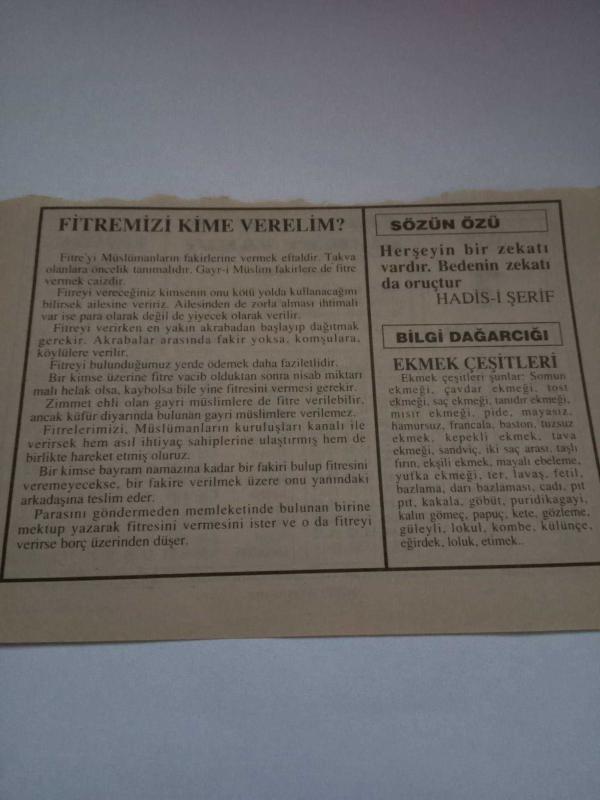 FİTREMİZİ KİME VERELİM?
Fitre'yi Müslümanların fakirlerine vermek eftaldir. Takva
olanlara öncelik tanımalıdır. Gayr-i Müslim fakirlere de fitre
vermek caizdir.
Fitreyi vereceğiniz kimsenin onu kötü yolda kullanacağını
bilirsek ailesine veririz. Ailesinden de zorla alması ihtimali
var ise para olarak değil de yiyecek olarak verilir.
Fitreyi verirken en yakın akrabadan başlayıp dağıtmak
gerekir. Akrabalar arasında fakir yoksa, komşulara,
köylülere verilir.
Fitreyi bulunduğumuz yerde ödemek daha faziletlidir.
Bir kimse üzerine fitre vacib olduktan sonra nisab miktarı
malı helak olsa, kaybolsa bile yine fitresini vermesi gerekir.
Zimmet ehli olan gayri müslimlere de fitre verilebilir,
ancak küfür diyarında bulunan gayri müslimlere verilemez.
Fitrelerimizi, Müslümanların kuruluşları kanalı ile
verirsek hem asıl ihtiyaç sahiplerine ulaştırmış hem de
birlikte hareket etmiş oluruz.
Bir kimse bayram namazına kadar bir fakiri bulup fitresini
veremeyecekse, bir fakire verilmek üzere onu yanındaki
arkadaşına teslim eder.
Parasını göndermeden memleketinde bulunan birine
mektup yazarak fitresini vermesini ister ve o da fitreyi
verirse borç üzerinden düşer.
SÖZÜN ÖZÜ
Herşeyin bir zekatı
vardır. Bedenin zekatı
da oruçtur
HADİS-İ ŞERİF
BİLGİ DAĞARCIĞI
EKMEK ÇEŞİTLERİ
Ekmek çeşitleri şunlar: Somun
ekmeği, çavdar ekmeği, tost
ekmeği, saç ekmeği, tandır ekmeği,
mısır ekmeği, pide, mayasız,
hamursuz, francala, baston, tuzsuz
ekmek, kepekli ekmek, tava
ekmeği, sandviç, iki saç arası, taşlı
fırın, ekşili ekmek, mayalı ebeleme,
yufka ekmeği, ter, lavaş, fetil,
bazlama, darı bazlaması, cadı, pıt
pıt, kakala, göbüt, puridikagayi,
kalın gömeç, papuç, kete, gözleme,
güleyli, lokul, kombe, külünçe,
eğirdek, loluk, etimek..